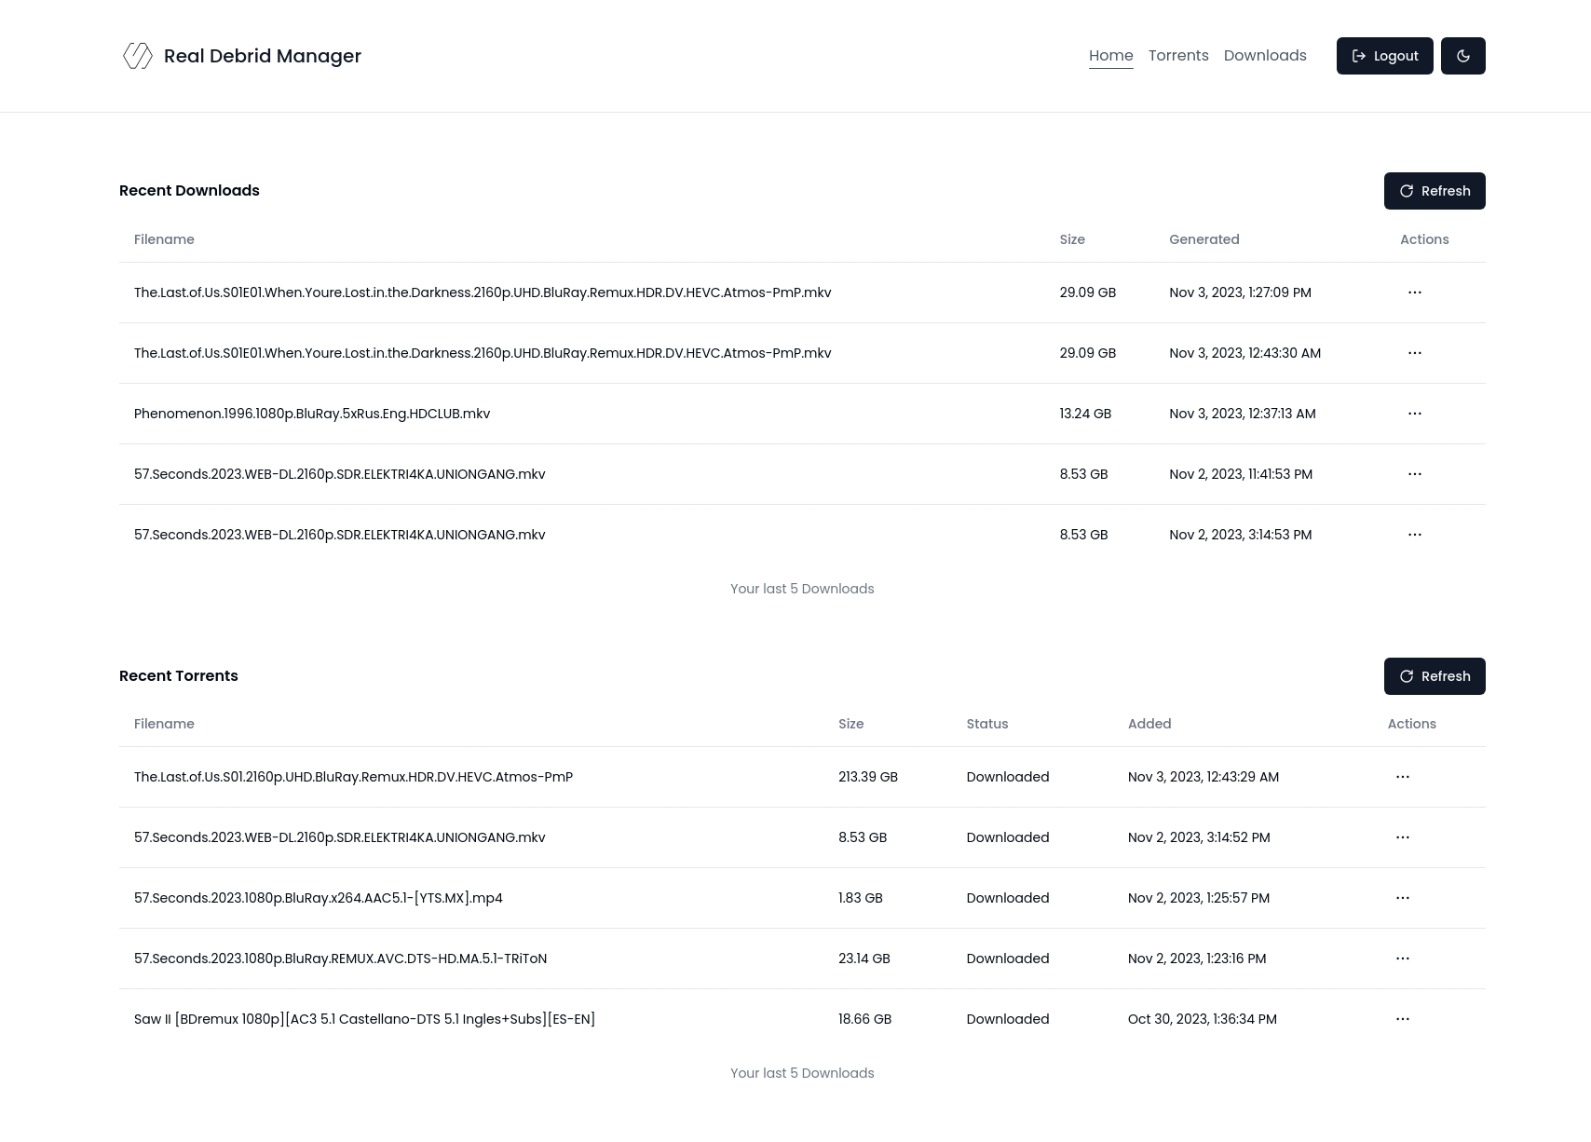 Real Debrid Manager
Home Torrents Downloads Logout
Recent Downloads Refresh
Filename Size Generated Actions
The.Last.of.Us.S01E01.When.Youre.Lost.in.the.Darkness.2160p.UHD.BluRay.Remux.HDR.DV.HEVC.Atmos-PmP.mkv 29.09 GB Nov 3, 2023, 1:27:09 PM ...
The.Last.of.Us.S01E01.When.Youre.Lost.in.the.Darkness.2160p.UHD.BluRay.Remux.HDR.DV.HEVC.Atmos-PmP.mkv 29.09 GB Nov 3, 2023, 12:43:30 AM ...
Phenomenon.1996.1080p.BluRay.5xRus.Eng.HDCLUB.mkv 13.24 GB Nov 3, 2023, 12:37:13 AM ...
57.Seconds.2023.WEB-DL.2160p.SDR.ELEKTRI4KA.UNIONGANG.mkv 8.53 GB Nov 2, 2023, 11:41:53 PM ...
57.Seconds.2023.WEB-DL.2160p.SDR.ELEKTRI4KA.UNIONGANG.mkv 8.53 GB Nov 2, 2023, 3:14:53 PM ...
Your last 5 Downloads
Recent Torrents Refresh
Filename Size Status Added Actions
The.Last.of.Us.S01.2160p.UHD.BluRay.Remux.HDR.DV.HEVC.Atmos-PmP 213.39 GB Downloaded Nov 3, 2023, 12:43:29 AM ...
57.Seconds.2023.WEB-DL.2160p.SDR.ELEKTRI4KA.UNIONGANG.mkv 8.53 GB Downloaded Nov 2, 2023, 3:14:52 PM ...
57.Seconds.2023.1080p.BluRay.x264.AAC5.1-[YTS.MX].mp4 1.83 GB Downloaded Nov 2, 2023, 1:25:57 PM ...
57.Seconds.2023.1080p.BluRay.REMUX.AVC.DTS-HD.MA.5.1-TRiToN 23.14 GB Downloaded Nov 2, 2023, 1:23:16 PM ...
Saw II [BDremux 1080p][AC3 5.1 Castellano-DTS 5.1 Ingles+Subs][ES-EN] 18.66 GB Downloaded Oct 30, 2023, 1:36:34 PM ...
Your last 5 Downloads